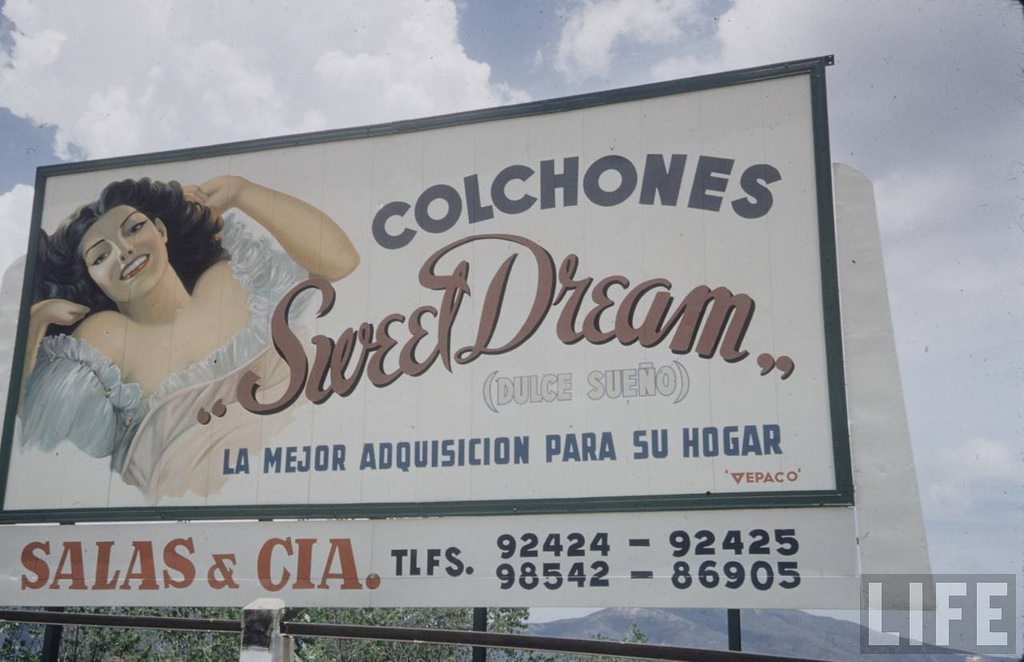 COLCHONES
„Sweet Dream„
(DULCE SUEÑO)
LA MEJOR ADQUISICION PARA SU HOGAR
'VEPACO'
SALAS & CIA. TLFS. 92424 - 92425
98542 - 86905
LIFE